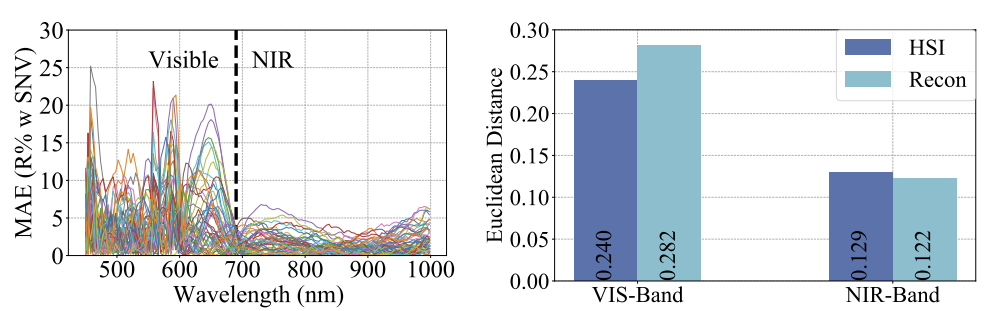 30
25
20
15
10
5
0
MAE (R% w SNV)
Visible
NIR
500 600 700 800 900 1000
Wavelength (nm)
0.30
0.25
0.20
0.15
0.10
0.05
0.00
Euclidean Distance
HSI
Recon
0.240
0.282
0.129
0.122
VIS-Band
NIR-Band